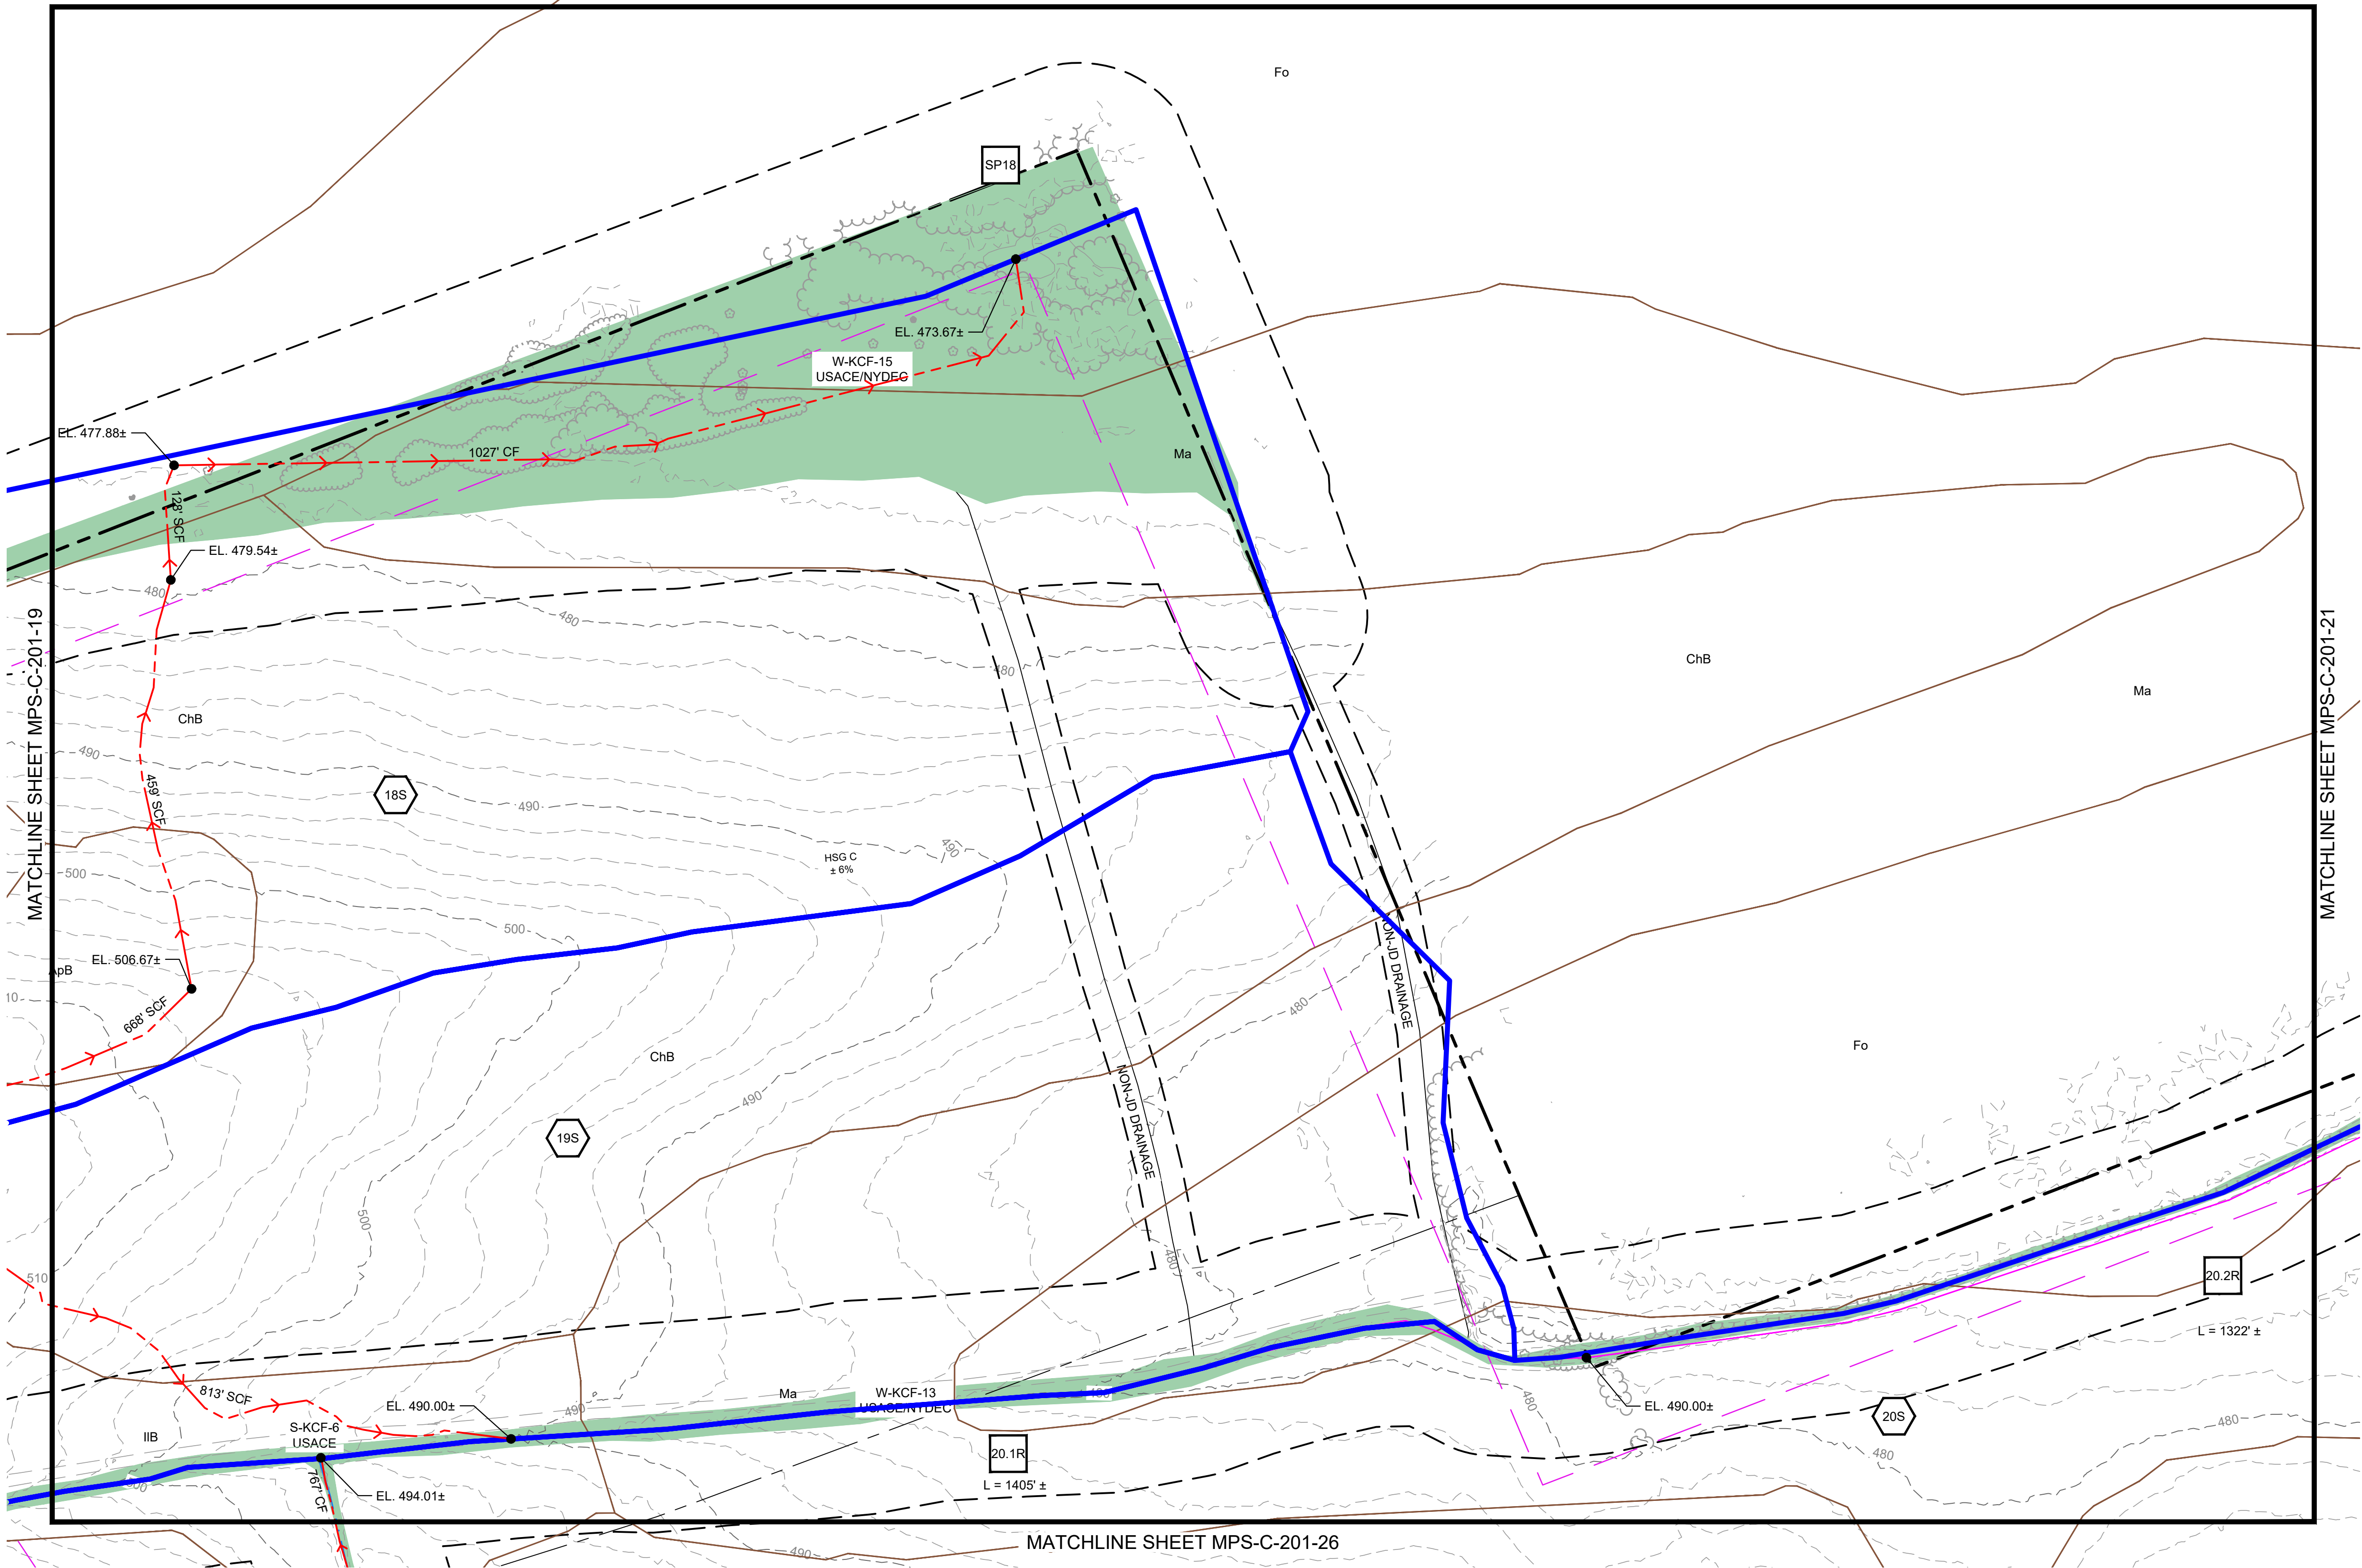 Fo
SP18
EL. 473.67±
W-KCF-15
USACE/NYDEC
EL. 477.88±
1027' CF
Ma
128' SCF
EL. 479.54±
480
480
480
MATCHLINE SHEET MPS-C-201-19
MATCHLINE SHEET MPS-C-201-21
ChB
Ma
ChB
490
18S
490
459' SCF
490
HSG C
± 6%
500
500
NON-JD DRAINAGE
ApB
EL. 506.67±
10
668' SCF
480
Fo
ChB
490
NON-JD DRAINAGE
19S
500
480
510
20.2R
L = 1322' ±
813' SCF
Ma
W-KCF-13
USACE/NYDEC
480
EL. 490.00±
490
480
EL. 490.00±
20S
480
480
S-KCF-6
USACE
IIB
20.1R
L = 1405' ±
767' CF
EL. 494.01±
500
490
MATCHLINE SHEET MPS-C-201-26